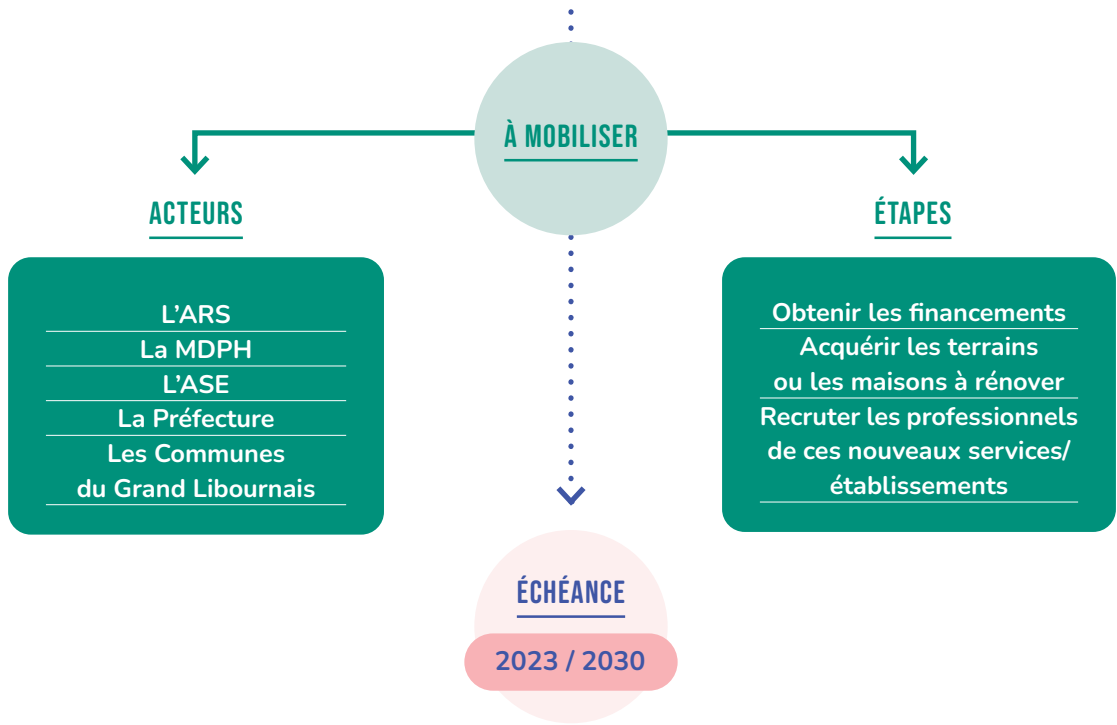 À MOBILISER
ACTEURS
L’ARS
La MDPH
L’ASE
La Préfecture
Les Communes
du Grand Libournais
ÉTAPES
Obtenir les financements
Acquérir les terrains
ou les maisons à rénover
Recruter les professionnels
de ces nouveaux services/
établissements
ÉCHÉANCE
2023 / 2030